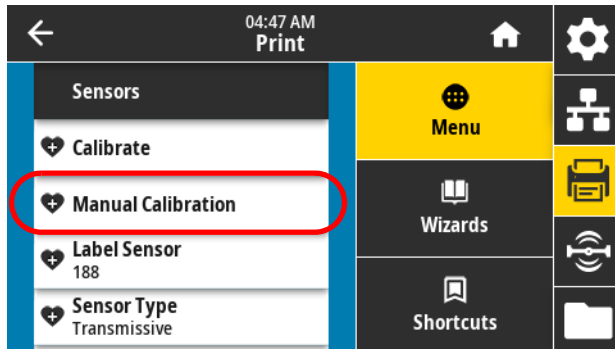 04:47 AM
Print
Sensors
Calibrate
Manual Calibration
Label Sensor
188
Sensor Type
Transmissive
Menu
Wizards
Shortcuts